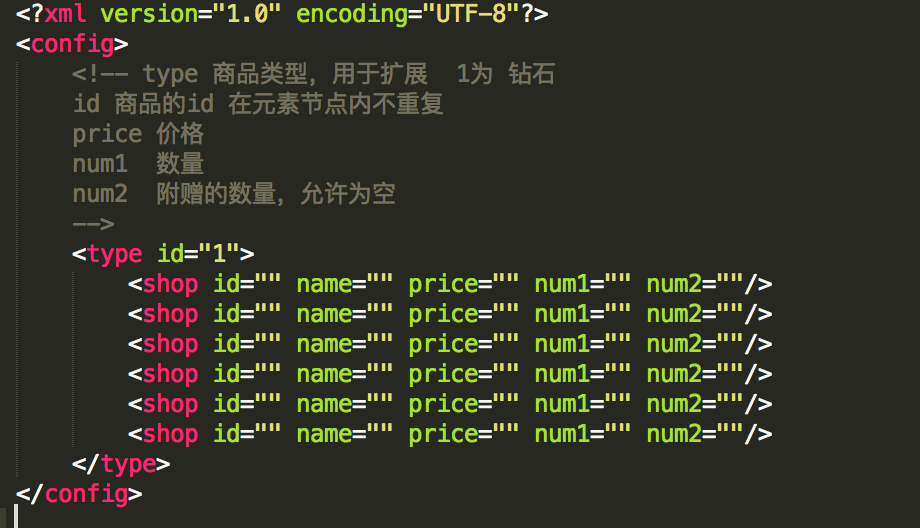 <?xml version="1.0" encoding="UTF-8"?>
<config>
    <!-- type 商品类型，用于扩展  1为 钻石
    id 商品的id 在元素节点内不重复
    price 价格
    num1  数量
    num2  附赠的数量，允许为空
    -->
    <type id="1">
        <shop id="" name="" price="" num1="" num2=""/>
        <shop id="" name="" price="" num1="" num2=""/>
        <shop id="" name="" price="" num1="" num2=""/>
        <shop id="" name="" price="" num1="" num2=""/>
        <shop id="" name="" price="" num1="" num2=""/>
        <shop id="" name="" price="" num1="" num2=""/>
    </type>
</config>